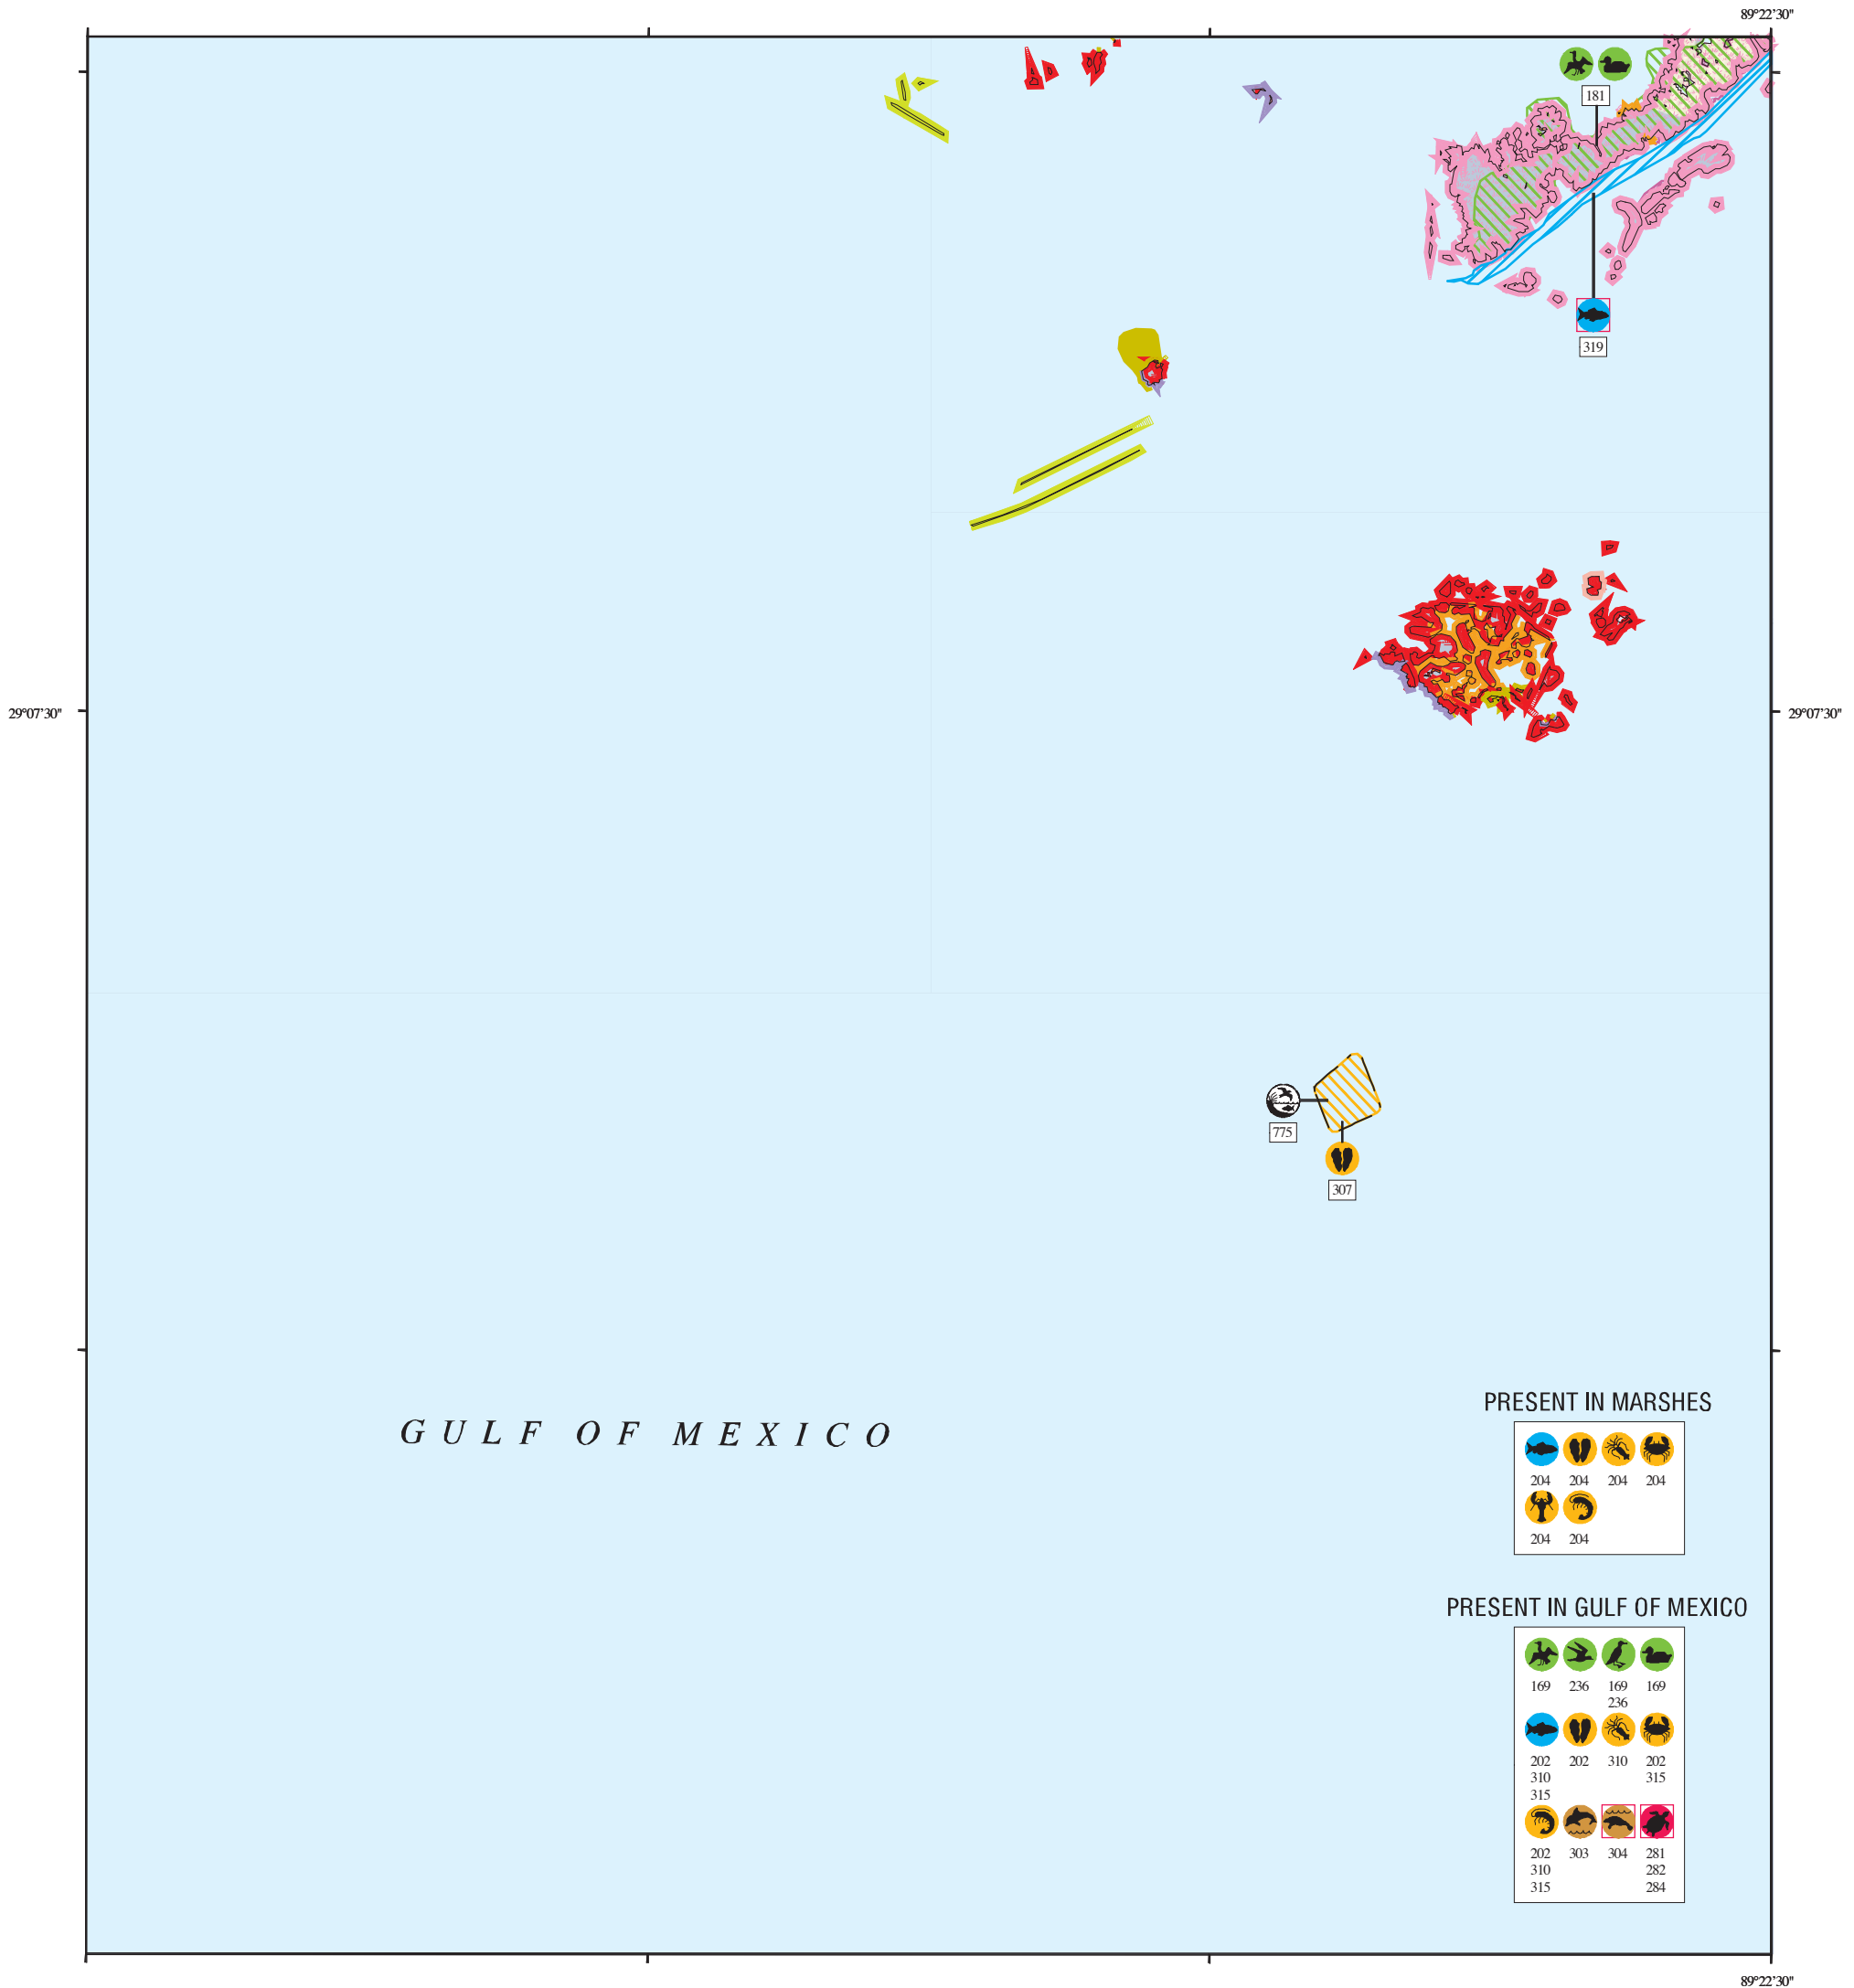 89°22'30"
181
319
29°07'30"
29°07'30"
775
307
GULF OF MEXICO
PRESENT IN MARSHES
204 204 204 204
204 204
PRESENT IN GULF OF MEXICO
169 236 169 169
236
202 202 310 202
310 315
315
202 303 304 281
310 282
315 284
89°22'30"